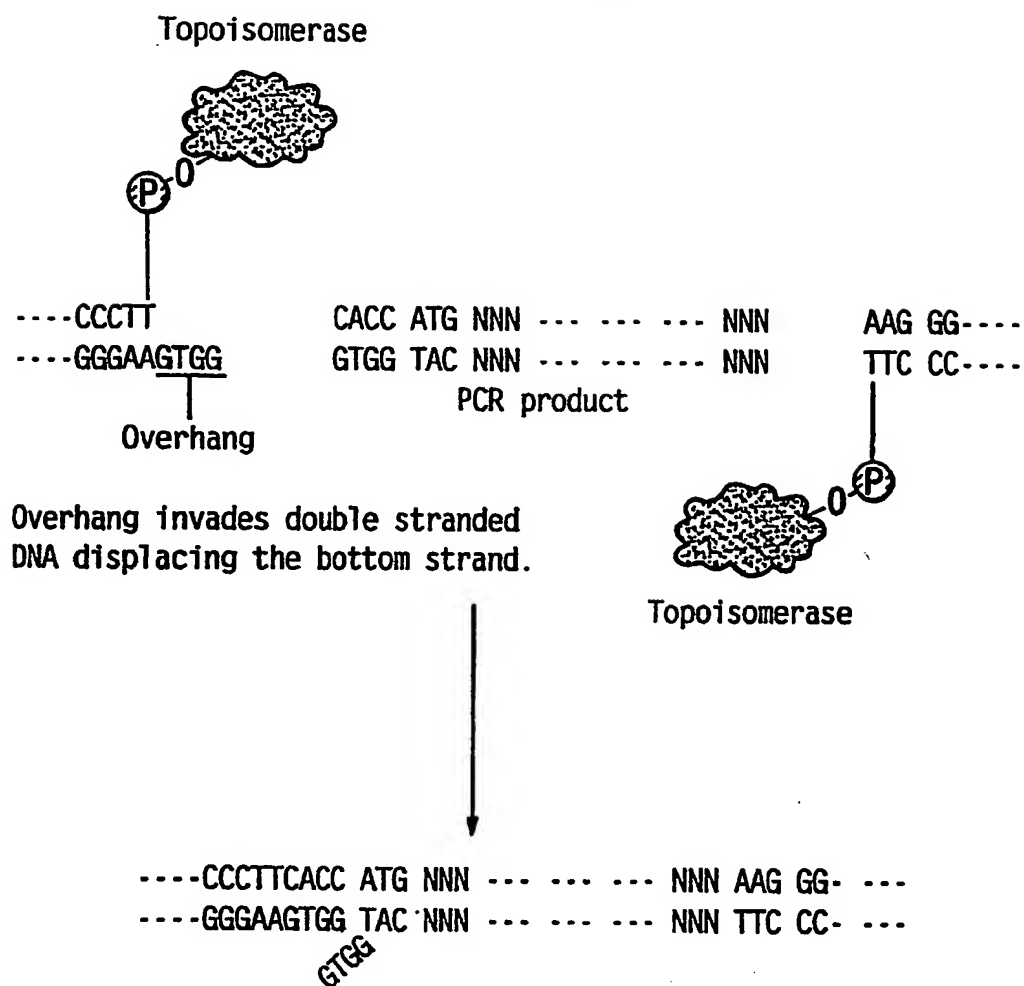 Topoisomerase
O
P
----CCCTT
----GGGAAGTGG
Overhang
CACC ATG NNN --- --- --- NNN
GTGG TAC NNN --- --- --- NNN
PCR product
AAG GG----
TTC CC----
O P
Topoisomerase
Overhang invades double stranded
DNA displacing the bottom strand.
----CCCTTCACC ATG NNN --- --- --- NNN AAG GG- ---
----GGGAAGTGG TAC NNN --- --- --- NNN TTC CC- ---
GTGG